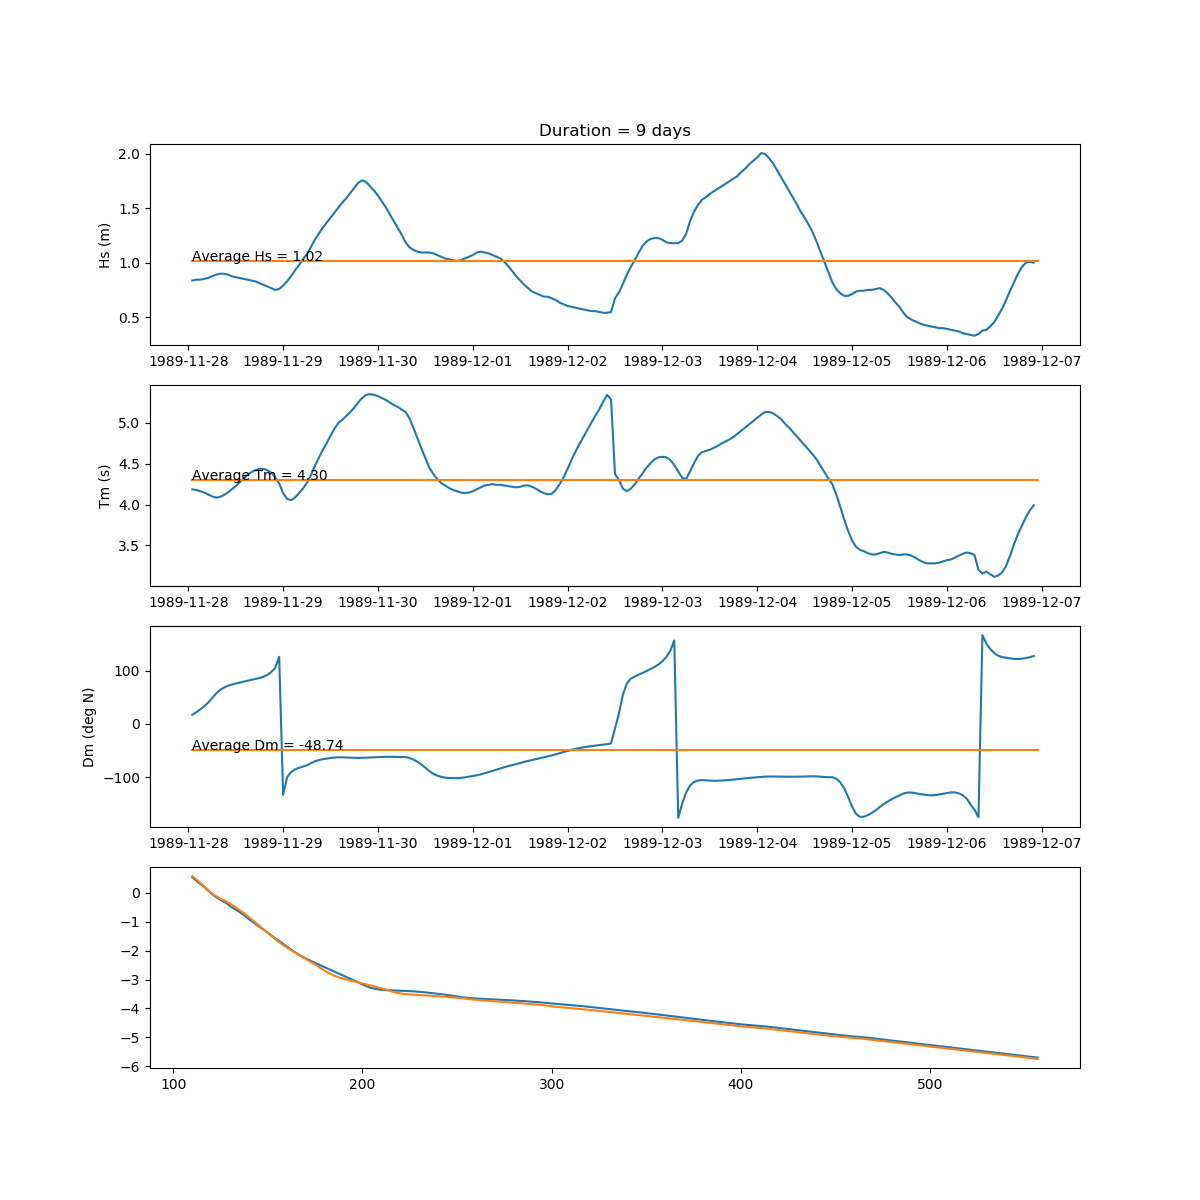 Duration = 9 days
Hs (m)
2.0
1.5
1.0
0.5
Average Hs = 1.02
1989-11-28 1989-11-29 1989-11-30 1989-12-01 1989-12-02 1989-12-03 1989-12-04 1989-12-05 1989-12-06 1989-12-07
Tm (s)
5.0
4.5
4.0
3.5
Average Tm = 4.30
1989-11-28 1989-11-29 1989-11-30 1989-12-01 1989-12-02 1989-12-03 1989-12-04 1989-12-05 1989-12-06 1989-12-07
Dm (deg N)
100
0
−100
Average Dm = -48.74
1989-11-28 1989-11-29 1989-11-30 1989-12-01 1989-12-02 1989-12-03 1989-12-04 1989-12-05 1989-12-06 1989-12-07
0
−1
−2
−3
−4
−5
−6
100 200 300 400 500